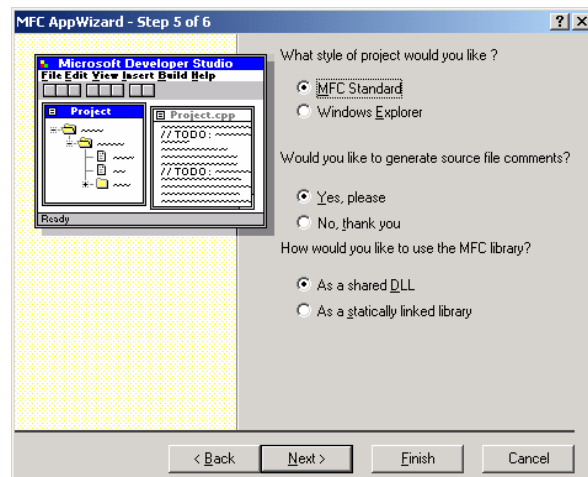 MFC AppWizard - Step 5 of 6
Microsoft Developer Studio
File Edit View Insert Build Help
Project
Project.cpp
//TODO:
//TODO:
Ready
What style of project would you like ?
MFC Standard
Windows Explorer
Would you like to generate source file comments?
Yes, please
No, thank you
How would you like to use the MFC library?
As a shared DLL
As a statically linked library
< Back
Next >
Finish
Cancel